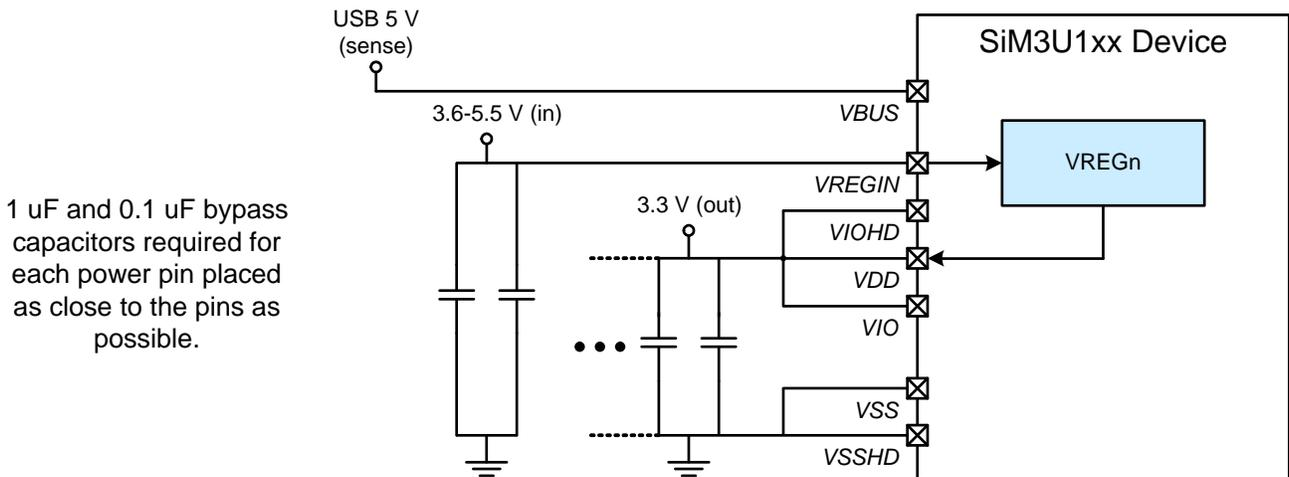 USB 5 V
(sense)
SiM3U1xx Device
VBUS
3.6-5.5 V (in)
VREGn
VREGIN
1 uF and 0.1 uF bypass
capacitors required for
each power pin placed
as close to the pins as
possible.
3.3 V (out)
VIOHD
VDD
VIO
VSS
VSSHD